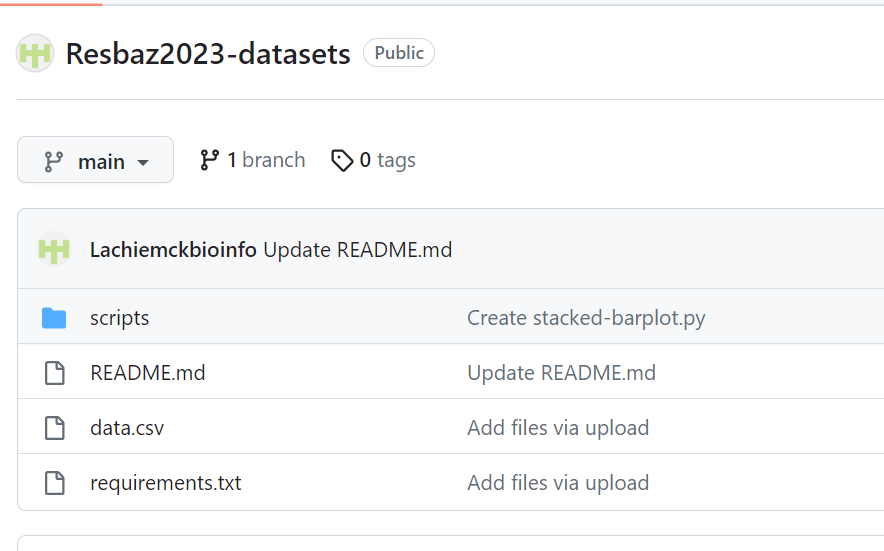 Resbaz2023-datasets Public
main 1 branch 0 tags
Lachiemckbioinfo Update README.md
scripts Create stacked-barplot.py
README.md Update README.md
data.csv Add files via upload
requirements.txt Add files via upload